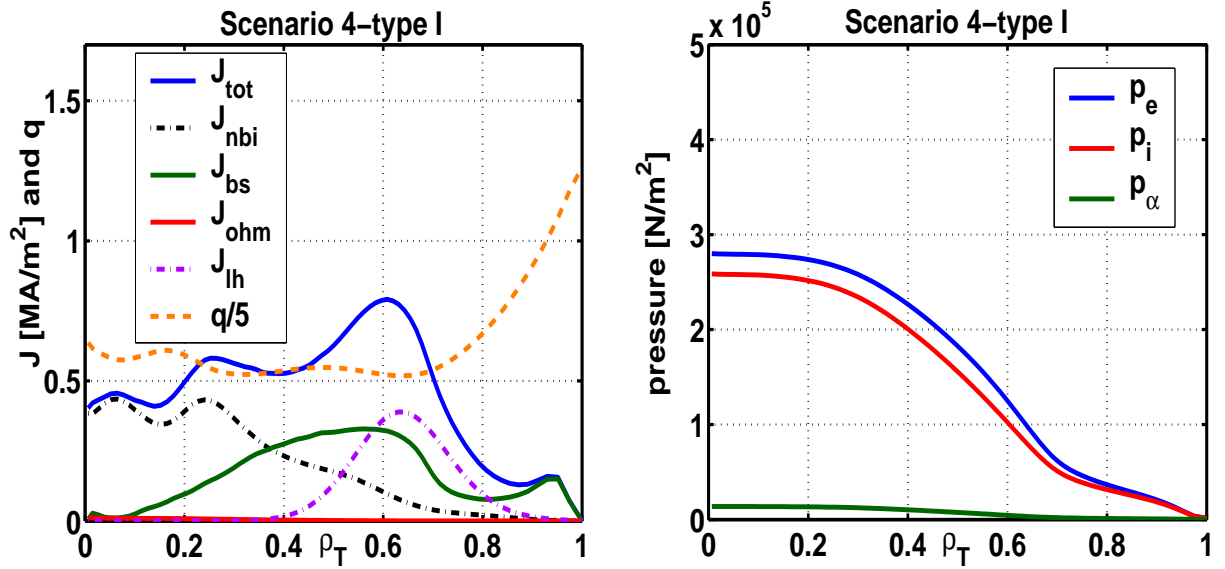 Scenario 4−type I
J [MA/m²] and q
1.5
1
0.5
0
0 0.2 0.4 0.6 0.8 1
ρ_T
J_tot
J_nbi
J_bs
J_ohm
J_lh
q/5
Scenario 4−type I
x 10⁵
pressure [N/m²]
5
4
3
2
1
0
0 0.2 0.4 0.6 0.8 1
ρ_T
p_e
p_i
p_α